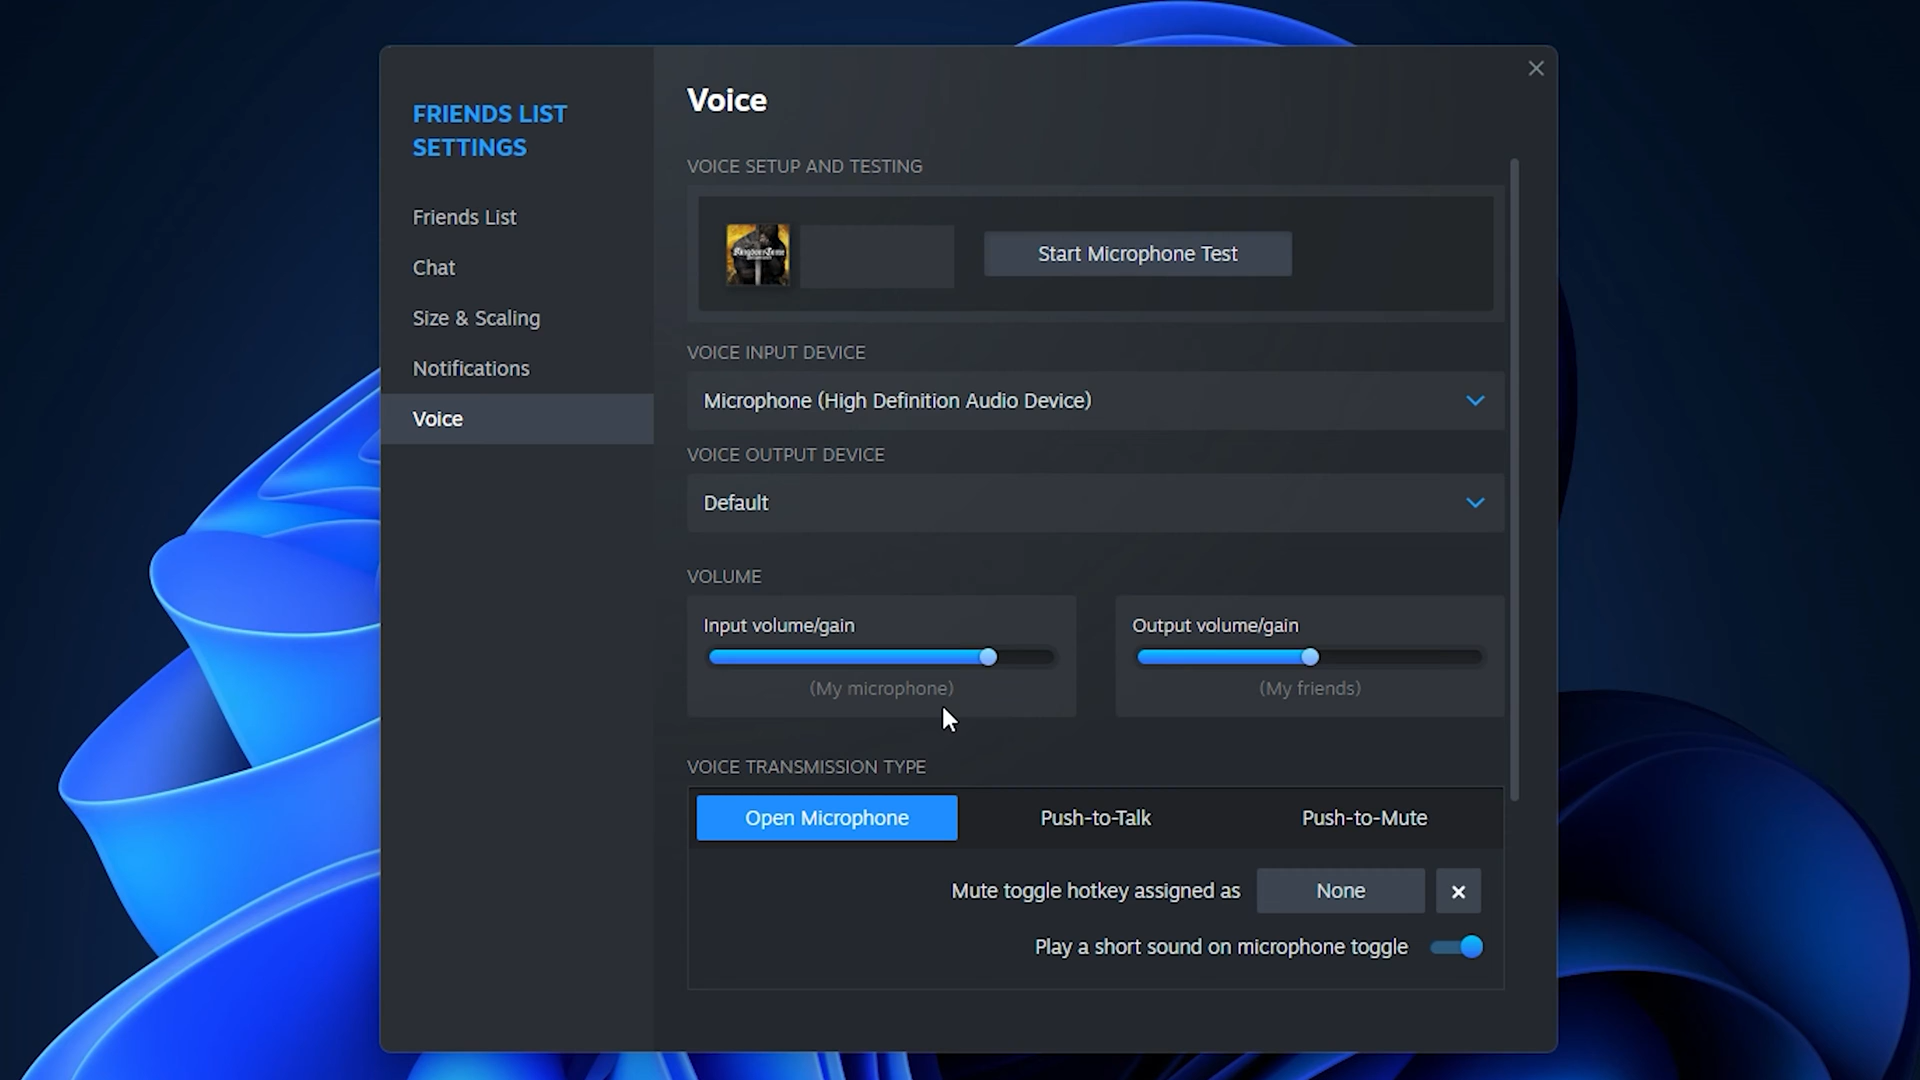 FRIENDS LIST
SETTINGS
Friends List
Chat
Size & Scaling
Notifications
Voice
Voice
VOICE SETUP AND TESTING
Start Microphone Test
VOICE INPUT DEVICE
Microphone (High Definition Audio Device)
VOICE OUTPUT DEVICE
Default
VOLUME
Input volume/gain
(My microphone)
Output volume/gain
(My friends)
VOICE TRANSMISSION TYPE
Open Microphone
Push-to-Talk
Push-to-Mute
Mute toggle hotkey assigned as
None
Play a short sound on microphone toggle